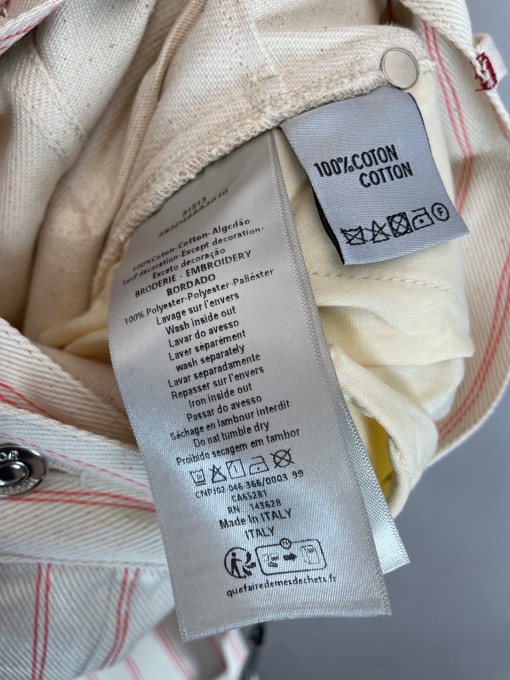 100%COTON
COTTON
F
91513
100%Coton-Cotton-Algodão
Sauf décoration-Except decoration-
Exceto decoração
BRODERIE - EMBROIDERY
BORDADO
100% Polyester-Polyester-Poliéster
Lavage sur l'envers
Wash inside out
Lavar do avesso
Laver séparément
wash separately
Lavar separadamente
Repasser sur l'envers
Iron inside out
Passar do avesso
Séchage en tambour interdit
Do not tumble dry
Proibido secagem em tambor
CNPJ02 046 366/0003 99
CA65281
RN 143628
Made in ITALY
ITALY
FR
quefairedemesdechets.fr